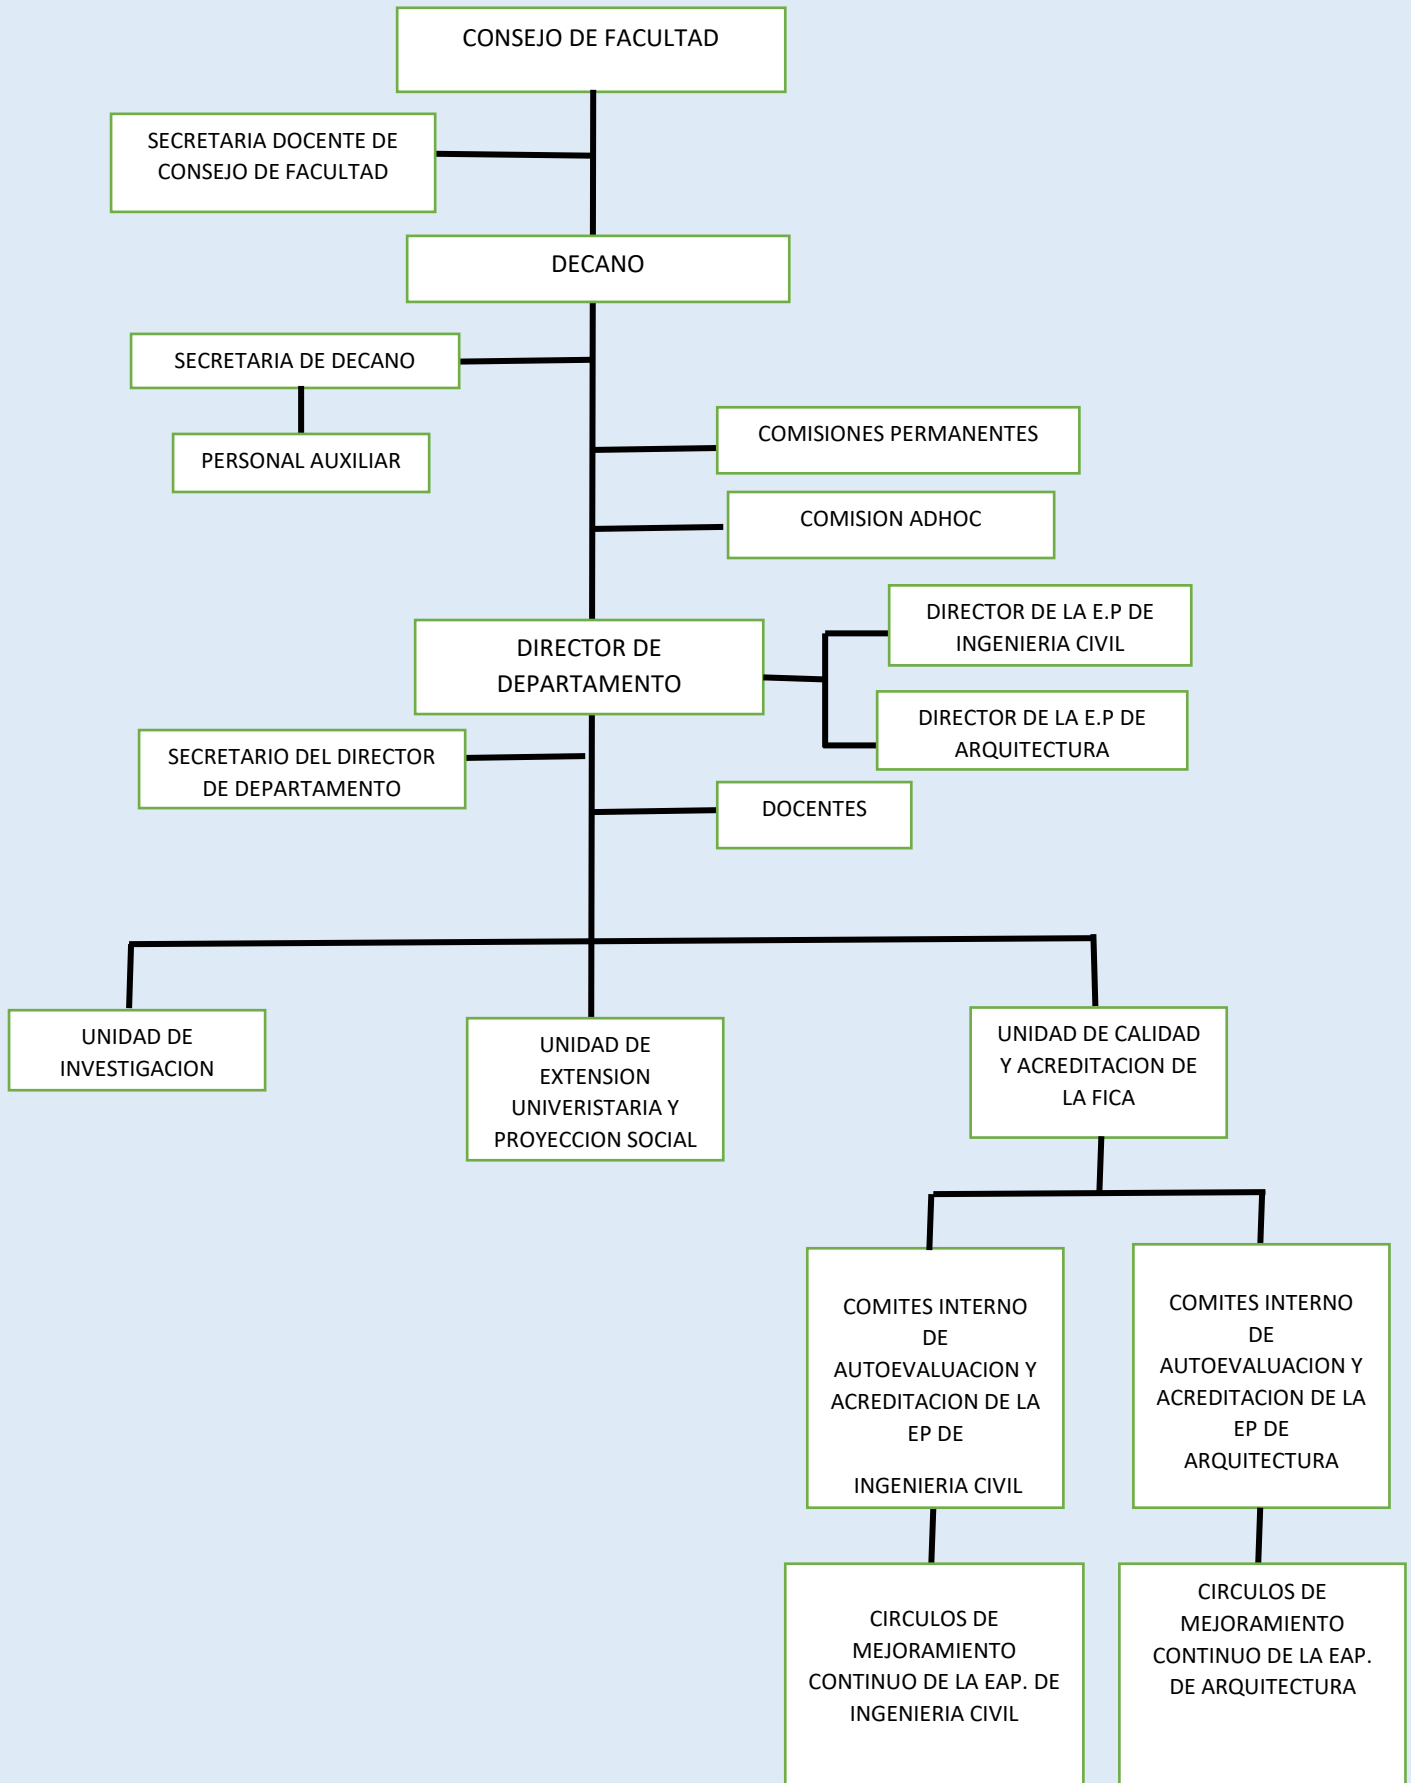 CONSEJO DE FACULTAD
SECRETARIA DOCENTE DE
CONSEJO DE FACULTAD
DECANO
SECRETARIA DE DECANO
PERSONAL AUXILIAR
COMISIONES PERMANENTES
COMISION ADHOC
DIRECTOR DE
DEPARTAMENTO
DIRECTOR DE LA E.P DE
INGENIERIA CIVIL
DIRECTOR DE LA E.P DE
ARQUITECTURA
SECRETARIO DEL DIRECTOR
DE DEPARTAMENTO
DOCENTES
UNIDAD DE
INVESTIGACION
UNIDAD DE
EXTENSION
UNIVERISTARIA Y
PROYECCION SOCIAL
UNIDAD DE CALIDAD
Y ACREDITACION DE
LA FICA
COMITES INTERNO
DE
AUTOEVALUACION Y
ACREDITACION DE LA
EP DE
INGENIERIA CIVIL
COMITES INTERNO
DE
AUTOEVALUACION Y
ACREDITACION DE LA
EP DE
ARQUITECTURA
CIRCULOS DE
MEJORAMIENTO
CONTINUO DE LA EAP. DE
INGENIERIA CIVIL
CIRCULOS DE
MEJORAMIENTO
CONTINUO DE LA EAP.
DE ARQUITECTURA